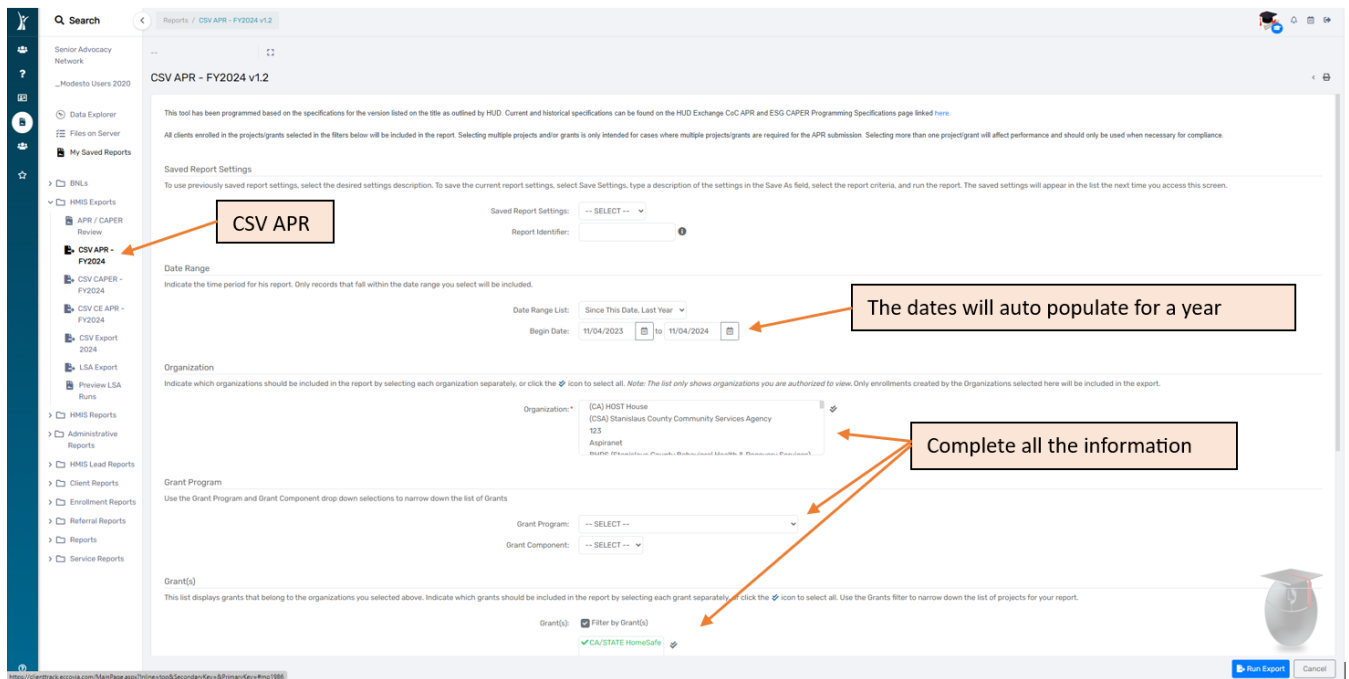 Search
Reports / CSV APR - FY2024 v1.2
Senior Advocacy
Network
_Modesto Users 2020
--
CSV APR - FY2024 v1.2
Data Explorer
Files on Server
My Saved Reports
BNLs
HMIS Exports
APR / CAPER
Review
CSV APR -
FY2024
CSV CAPER -
FY2024
CSV CE APR -
FY2024
CSV Export
2024
LSA Export
Preview LSA
Runs
HMIS Reports
Administrative
Reports
HMIS Lead Reports
Client Reports
Enrollment Reports
Referral Reports
Reports
Service Reports
This tool has been programmed based on the specifications for the version listed on the title as outlined by HUD. Current and historical specifications can be found on the HUD Exchange CoC APR and ESG CAPER Programming Specifications page linked here.
All clients enrolled in the projects/grants selected in the filters below will be included in the report. Selecting multiple projects and/or grants is only intended for cases where multiple projects/grants are required for the APR submission. Selecting more than one project/grant will affect performance and should only be used when necessary for compliance.
Saved Report Settings
To use previously saved report settings, select the desired settings description. To save the current report settings, select Save Settings, type a description of the settings in the Save As field, select the report criteria, and run the report. The saved settings will appear in the list the next time you access this screen.
Saved Report Settings: -- SELECT --
Report Identifier:
CSV APR
Date Range
Indicate the time period for his report. Only records that fall within the date range you select will be included.
Date Range List: Since This Date, Last Year
Begin Date: 11/04/2023 to 11/04/2024
The dates will auto populate for a year
Organization
Indicate which organizations should be included in the report by selecting each organization separately, or click the icon to select all. Note: The list only shows organizations you are authorized to view. Only enrollments created by the Organizations selected here will be included in the export.
Organization:* (CA) HOST House
(CSA) Stanislaus County Community Services Agency
123
Aspiranet
BHRS (Stanislaus County Behavioral Health & Recovery Services)
Complete all the information
Grant Program
Use the Grant Program and Grant Component drop down selections to narrow down the list of Grants
Grant Program: -- SELECT --
Grant Component: -- SELECT --
Grant(s)
This list displays grants that belong to the organizations you selected above. Indicate which grants should be included in the report by selecting each grant separately, or click the icon to select all. Use the Grants filter to narrow down the list of projects for your report.
Grant(s): Filter by Grant(s)
CA/STATE HomeSafe
Run Export
Cancel